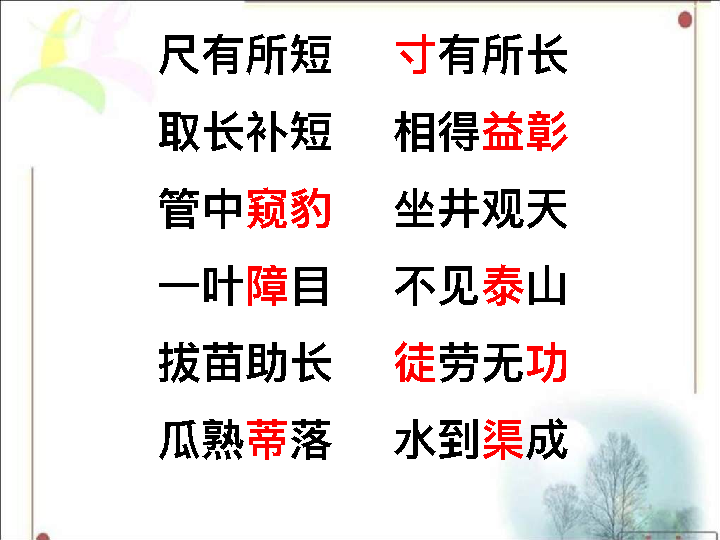 尺有所短 寸有所长
取长补短 相得益彰
管中窥豹 坐井观天
一叶障目 不见泰山
拔苗助长 徒劳无功
瓜熟蒂落 水到渠成